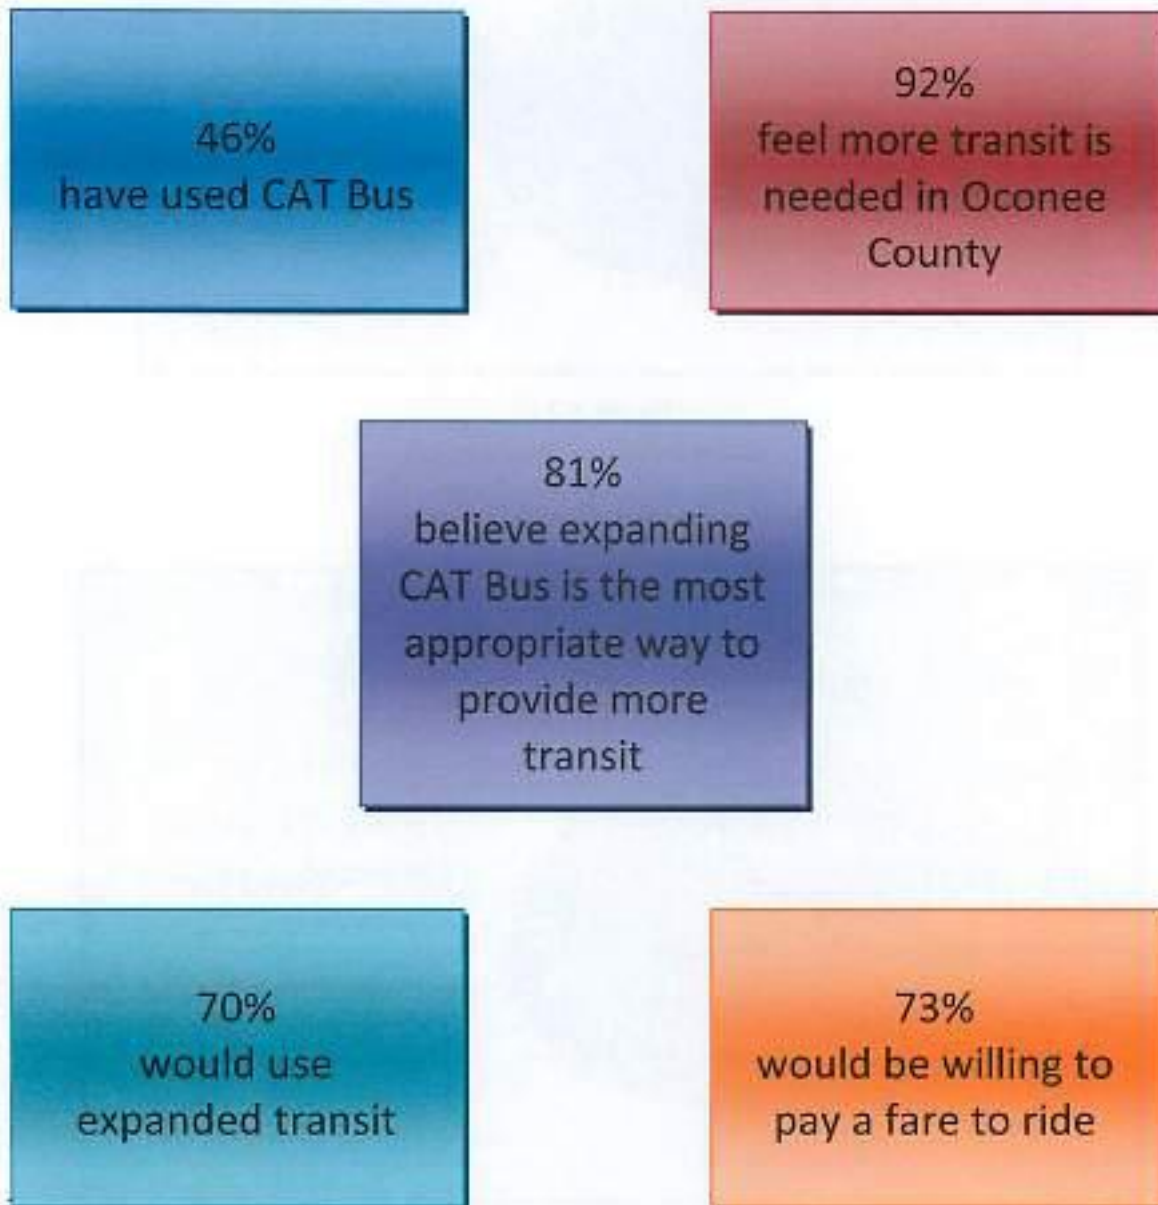 46%
have used CAT Bus
92%
feel more transit is
needed in Oconee
County
81%
believe expanding
CAT Bus is the most
appropriate way to
provide more
transit
70%
would use
expanded transit
73%
would be willing to
pay a fare to ride